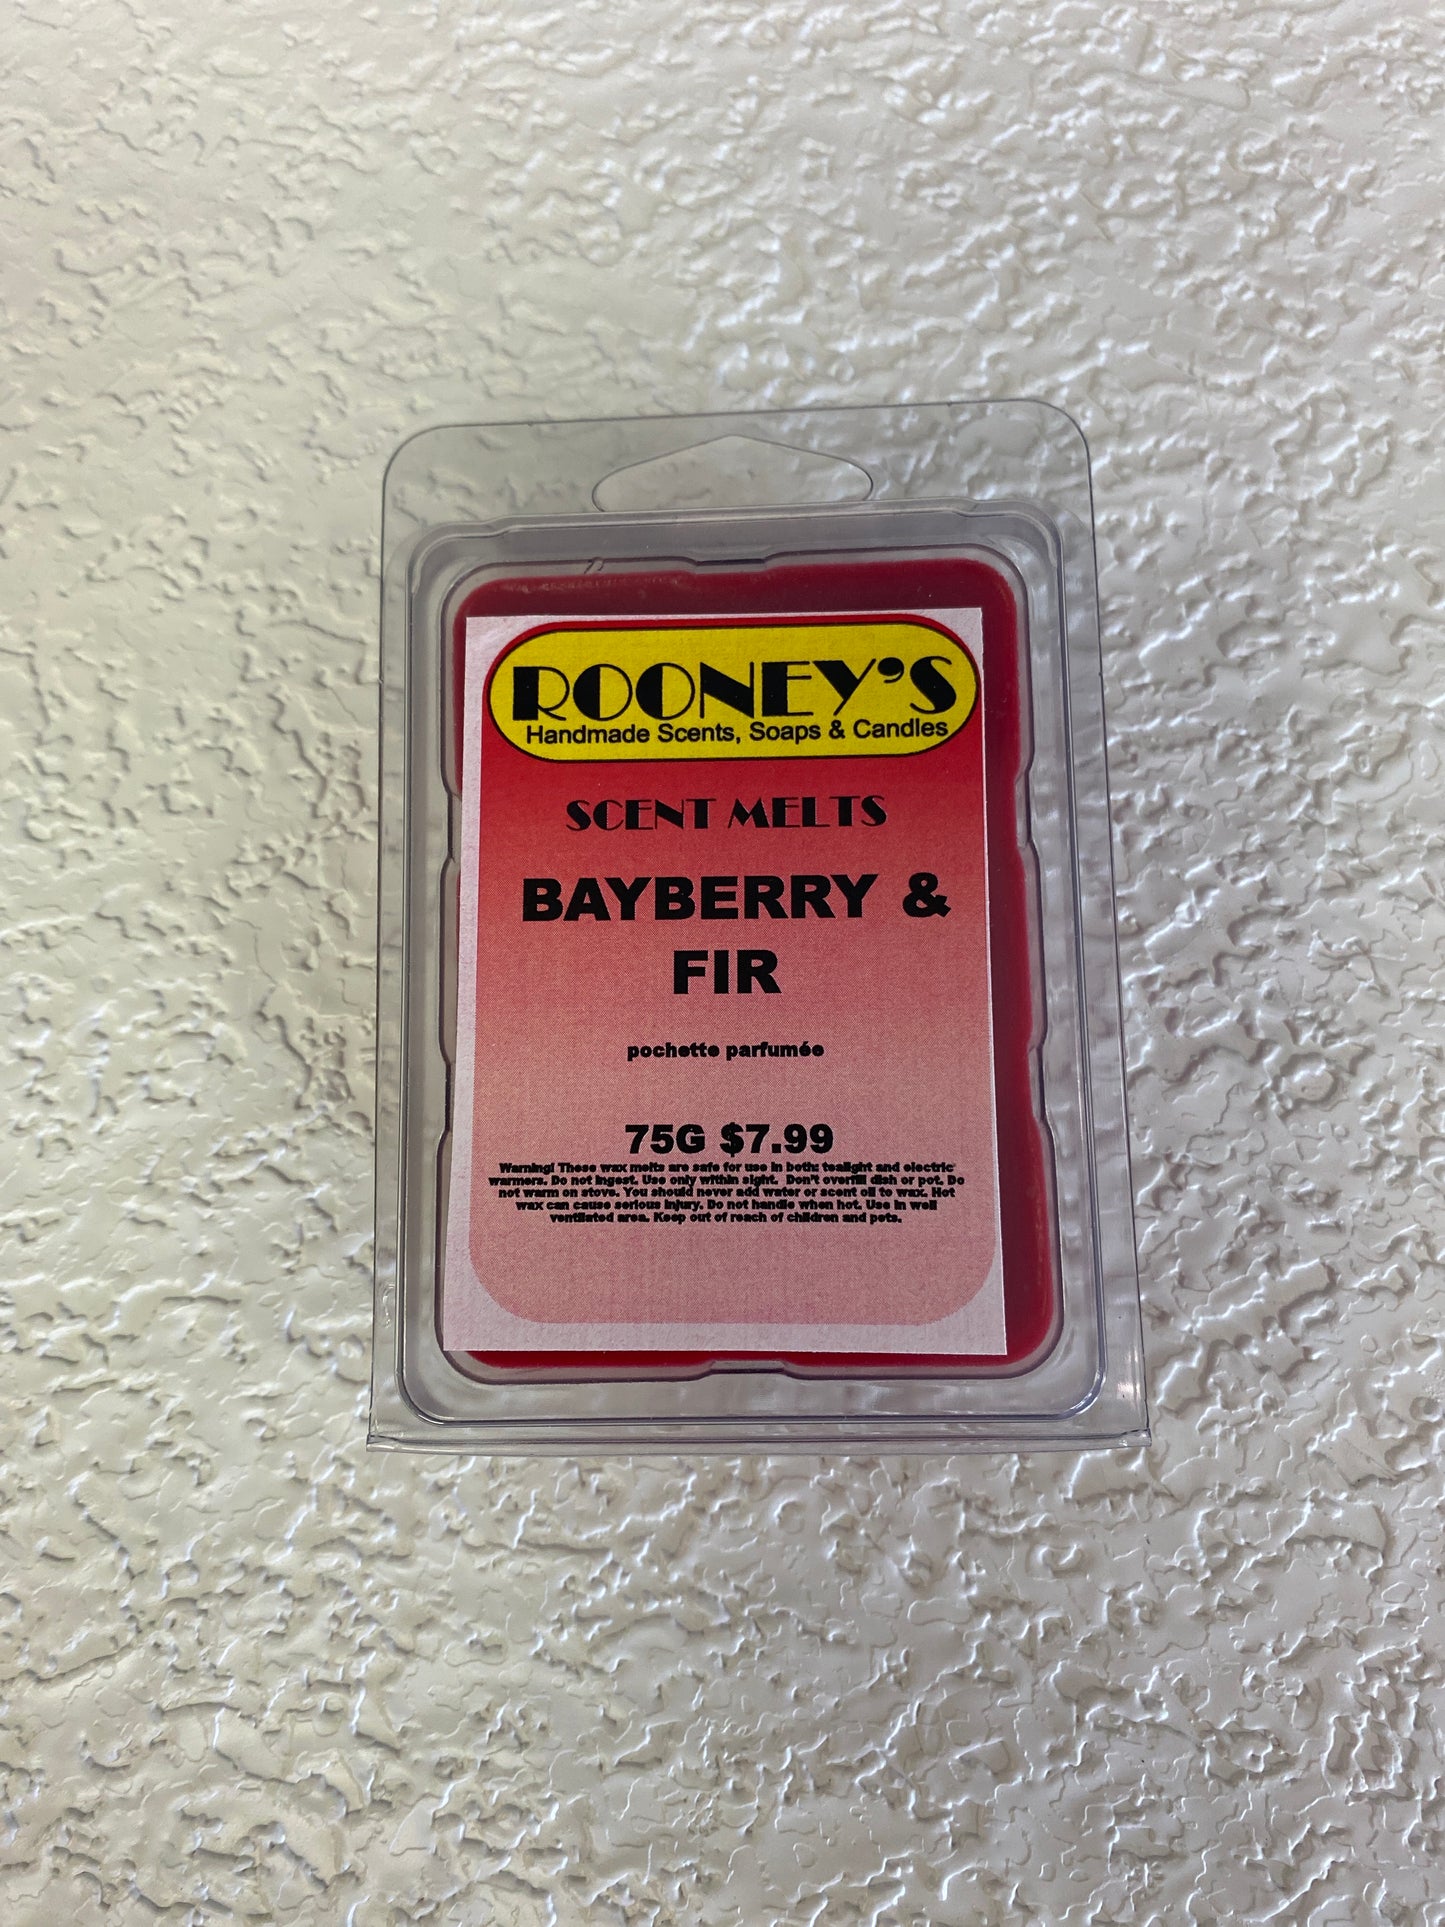 ROONEY'S
Handmade Scents, Soaps & Candles
SCENT MELTS
BAYBERRY &
FIR
pochette parfumée
75G $7.99
Warning! These wax melts are safe for use in both: tealight and electric
warmers. Do not ingest. Use only within sight. Don't overfill dish or pot. Do
not warm on stove. You should never add water or scent oil to wax. Hot
wax can cause serious injury. Do not handle when hot. Use in well
ventilated area. Keep out of reach of children and pets.